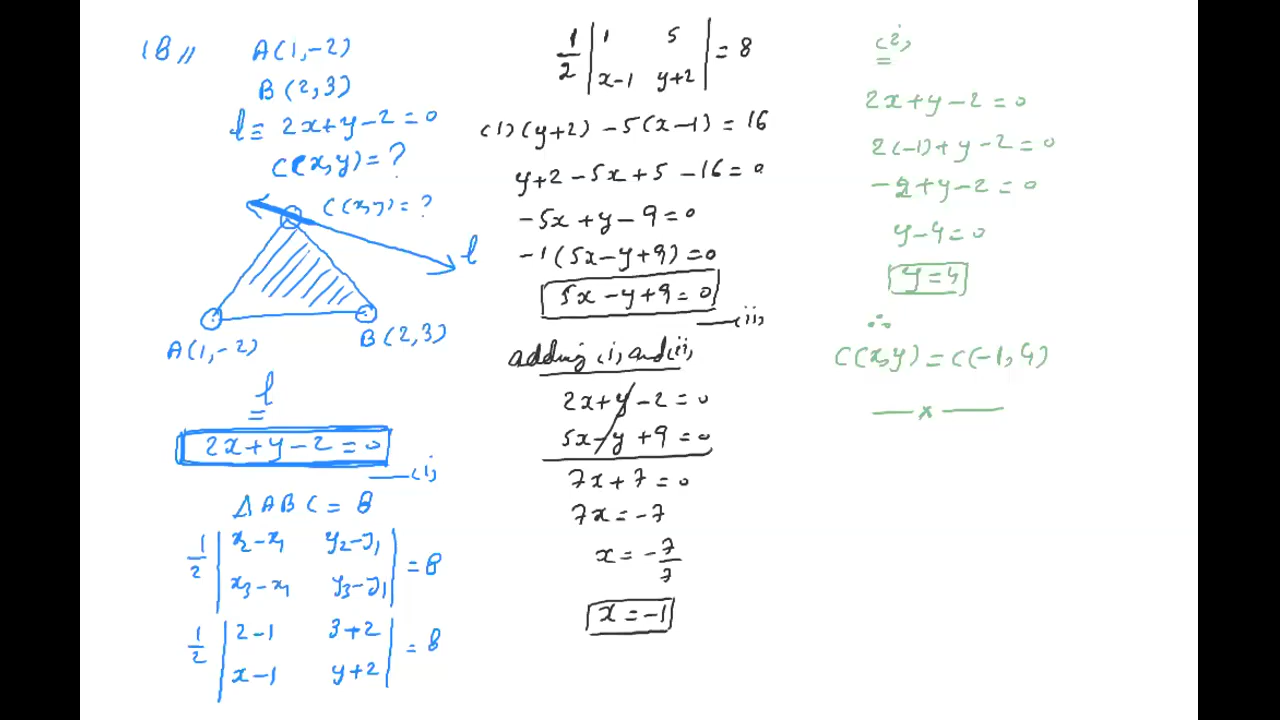 18//
A(1,-2)
B(2,3)
l ≡ 2x+y-2=0
C(x,y)=?
C(x,y)=?
l
A(1,-2)
B(2,3)
l
=
2x+y-2=0
——(i)
ΔABC = 8
1/2 | x2-x1 y2-y1 |
| x3-x1 y3-y1 | = 8
1/2 | 2-1 3+2 |
| x-1 y+2 | = 8
1/2 | 1 5 | = 8
| x-1 y+2 |
(1)(y+2) -5(x-1) = 16
y+2-5x+5-16=0
-5x+y-9=0
-1(5x-y+9)=0
5x-y+9=0
——(ii)
adding (i) and (ii)
2x+y-2=0
5x-y+9=0
7x+7=0
7x=-7
x=-7/7
x=-1
=
2x+y-2=0
2(-1)+y-2=0
-2+y-2=0
y-4=0
y=4
∴
C(x,y)=C(-1,4)
——x——